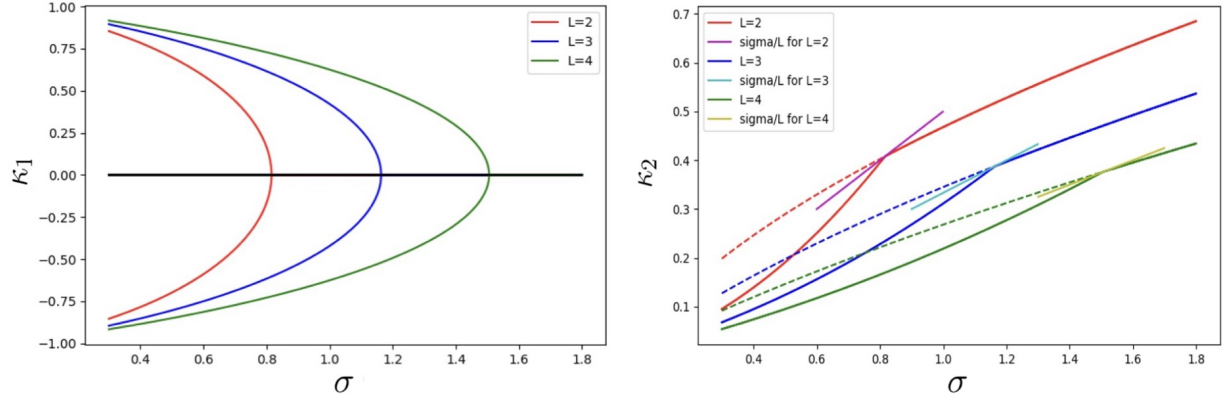 1.00
0.75
0.50
0.25
0.00
−0.25
−0.50
−0.75
−1.00
κ1
0.4 0.6 0.8 1.0 1.2 1.4 1.6 1.8
σ
L=2
L=3
L=4
0.7
0.6
0.5
0.4
0.3
0.2
0.1
κ2
0.4 0.6 0.8 1.0 1.2 1.4 1.6 1.8
σ
L=2
sigma/L for L=2
L=3
sigma/L for L=3
L=4
sigma/L for L=4